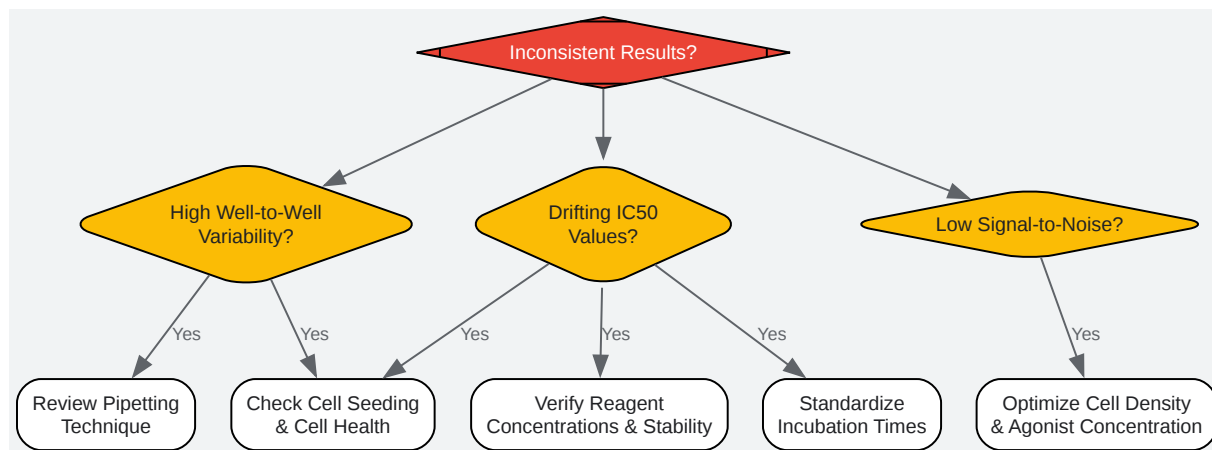 Inconsistent Results?
High Well-to-Well
Variability?
Drifting IC50
Values?
Low Signal-to-Noise?
Yes
Yes
Yes
Yes
Yes
Yes
Review Pipetting
Technique
Check Cell Seeding
& Cell Health
Verify Reagent
Concentrations & Stability
Standardize
Incubation Times
Optimize Cell Density
& Agonist Concentration